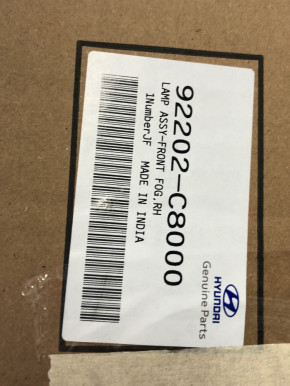 92202-C8000
LAMP ASSY-FRONT FOG,RH
1NumberJF MADE IN INDIA
HYUNDAI
Genuine Parts